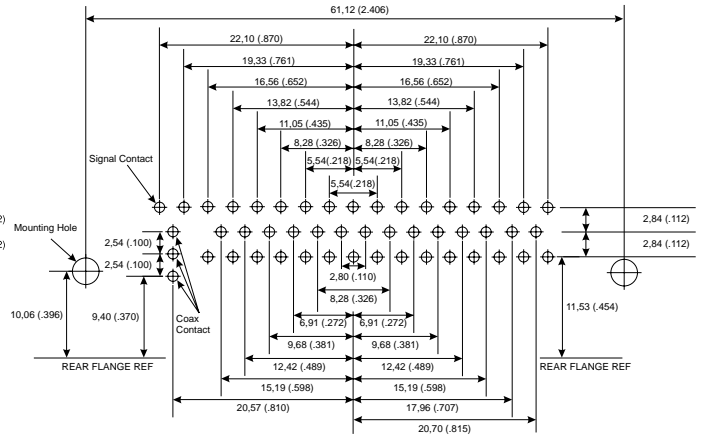 61,12 (2.406)
22,10 (.870) 22,10 (.870)
19,33 (.761) 19,33 (.761)
16,56 (.652) 16,56 (.652)
13,82 (.544) 13,82 (.544)
11,05 (.435) 11,05 (.435)
8,28 (.326) 8,28 (.326)
Signal Contact
5,54(.218) 5,54(.218)
5,54(.218)
2)
Mounting Hole
2,84 (.112)
2)
2,54 (.100)
2,84 (.112)
2,54 (.100)
2,80 (.110)
8,28 (.326)
10,06 (.396)
9,40 (.370)
Coax
Contact
6,91 (.272) 6,91 (.272)
11,53 (.454)
9,68 (.381) 9,68 (.381)
REAR FLANGE REF
12,42 (.489) 12,42 (.489)
REAR FLANGE REF
15,19 (.598) 15,19 (.598)
20,57 (.810) 17,96 (.707)
20,70 (.815)